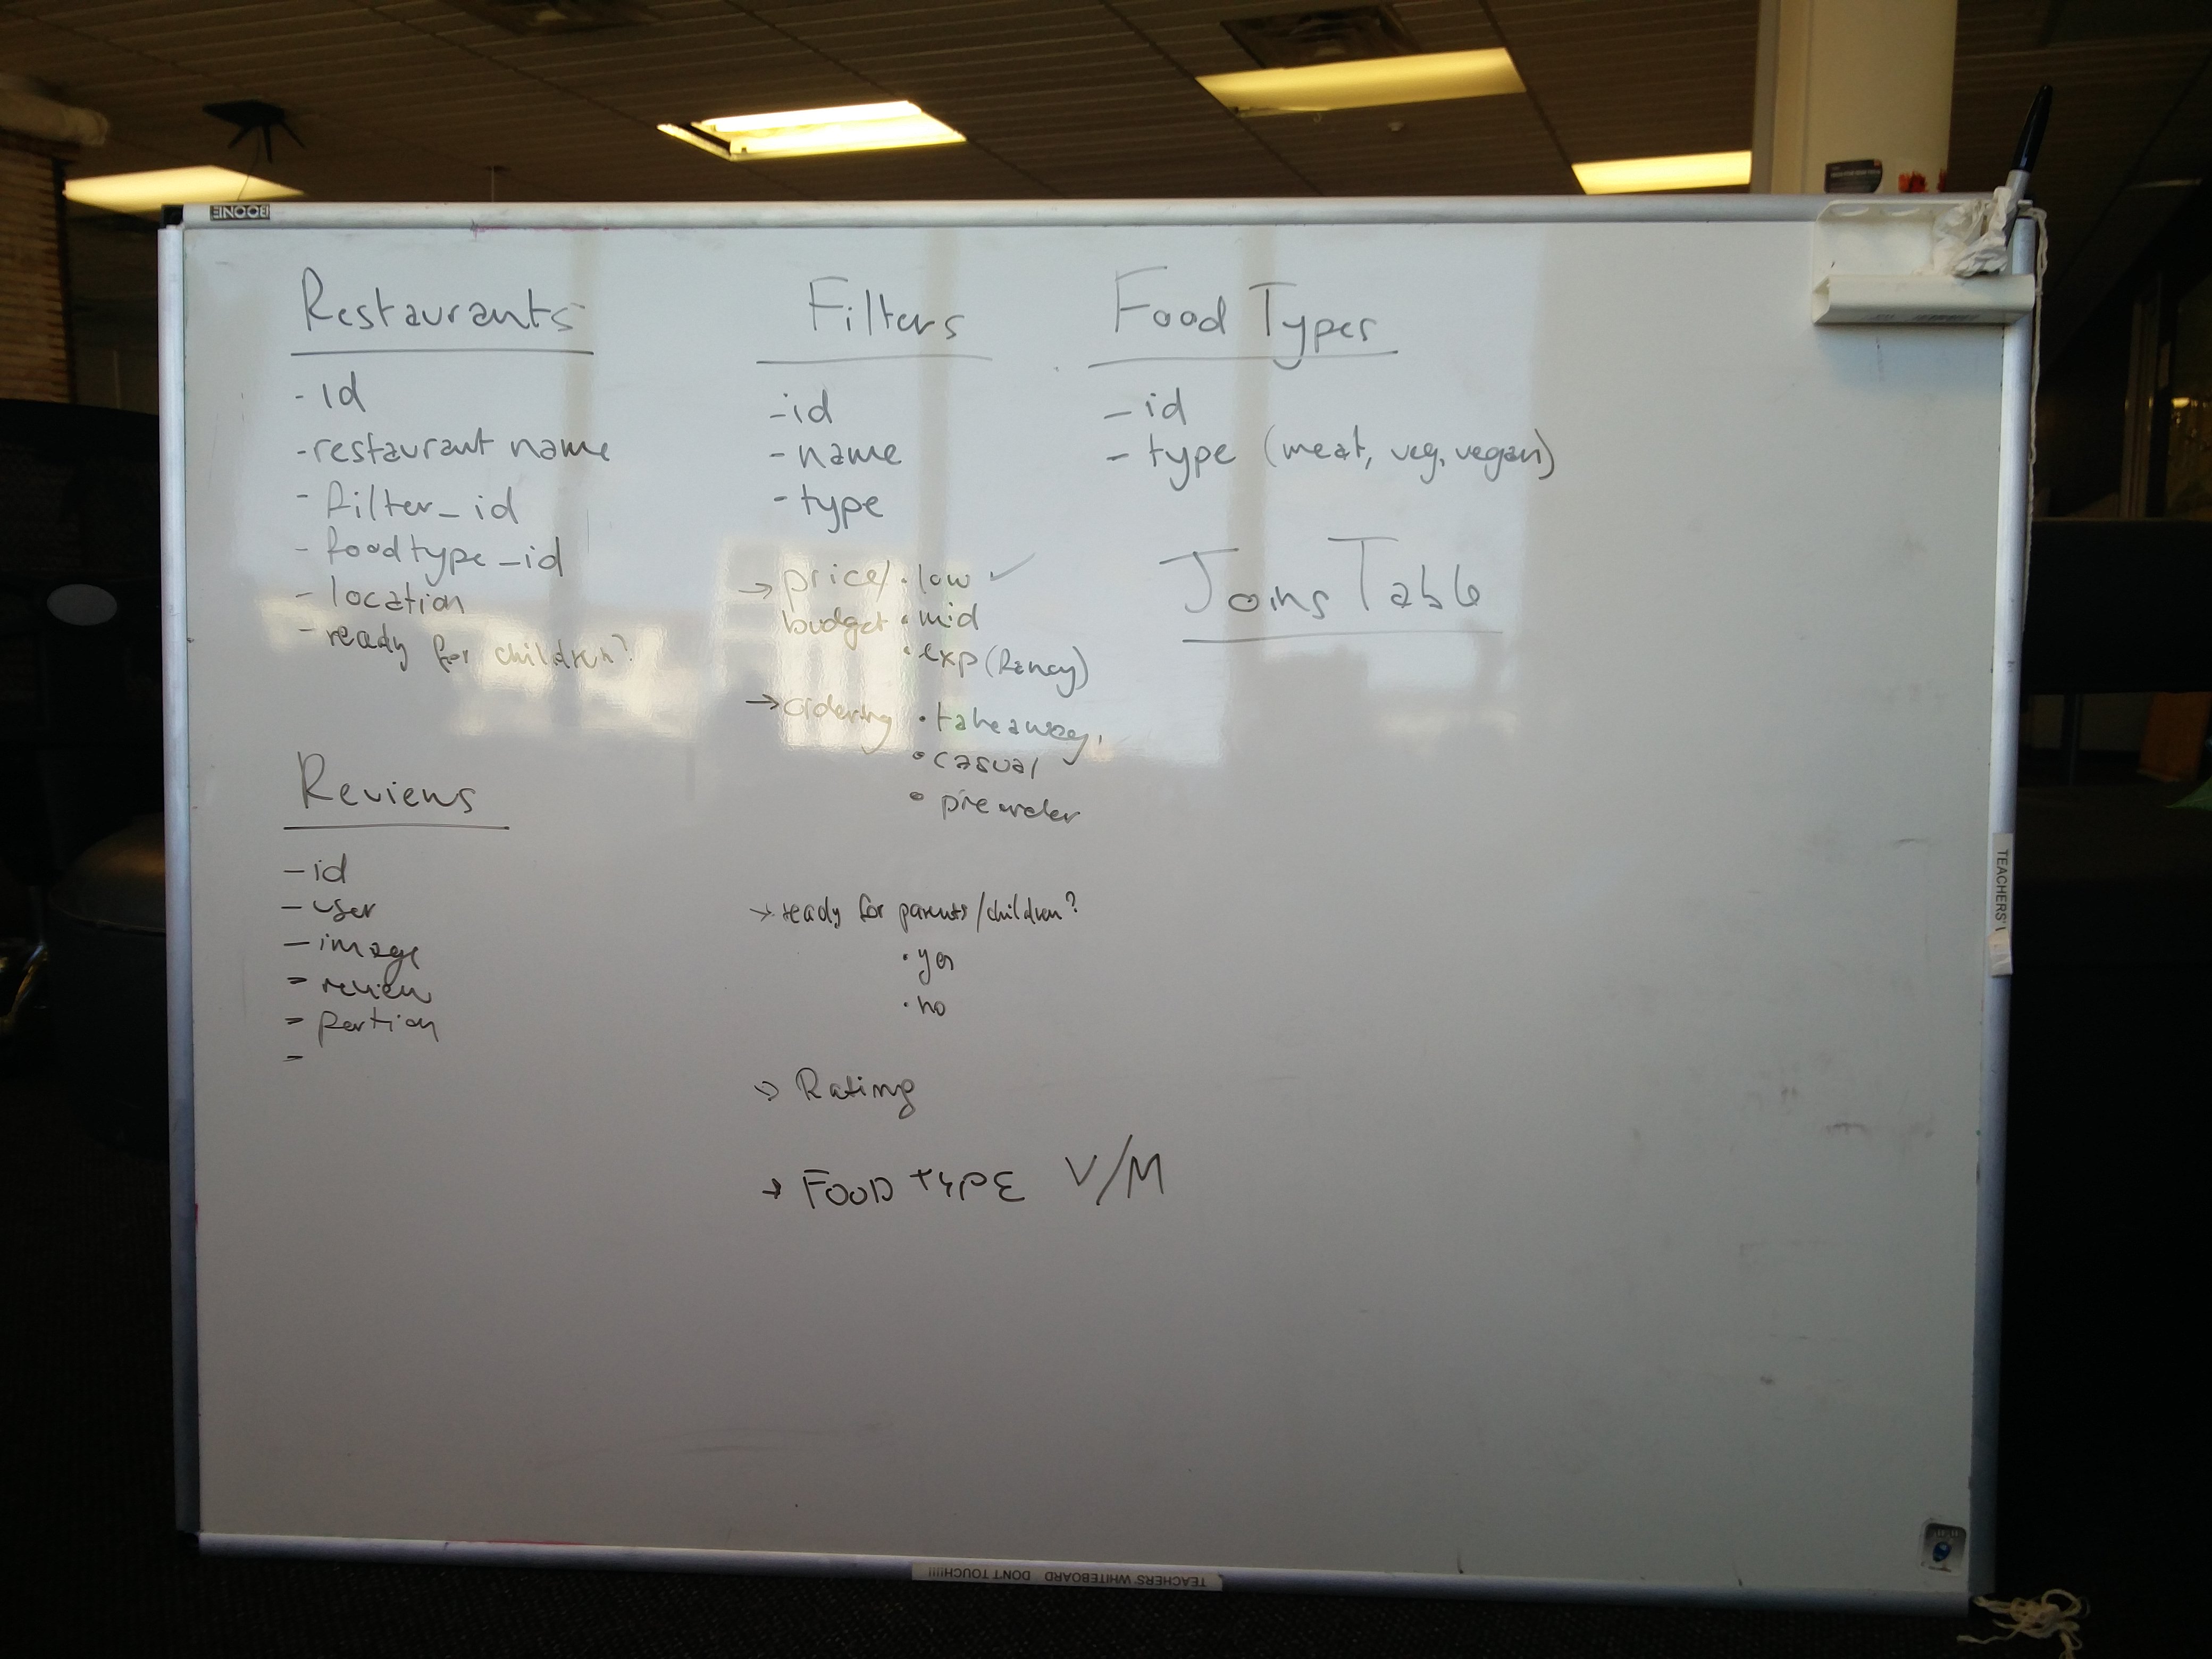 BOONE
Restaurants
- id
- restaurant name
- filter_id
- foodtype_id
- location
- ready for children?
Reviews
- id
- user
- image
- review
- portion
-
Filters
- id
- name
- type
→ price/ • low ✓
budget • mid
• exp (fancy)
→ ordering • takeaway,
• casual
• preorder
→ ready for parents/children?
• yes
• no
→ Rating
→ FOOD TYPE V/M
Food Types
- id
- type (meat, veg, vegan)
Joins Table
TEACHERS'
TEACHERS' WHITEBOARD DON'T TOUCH!!!!!